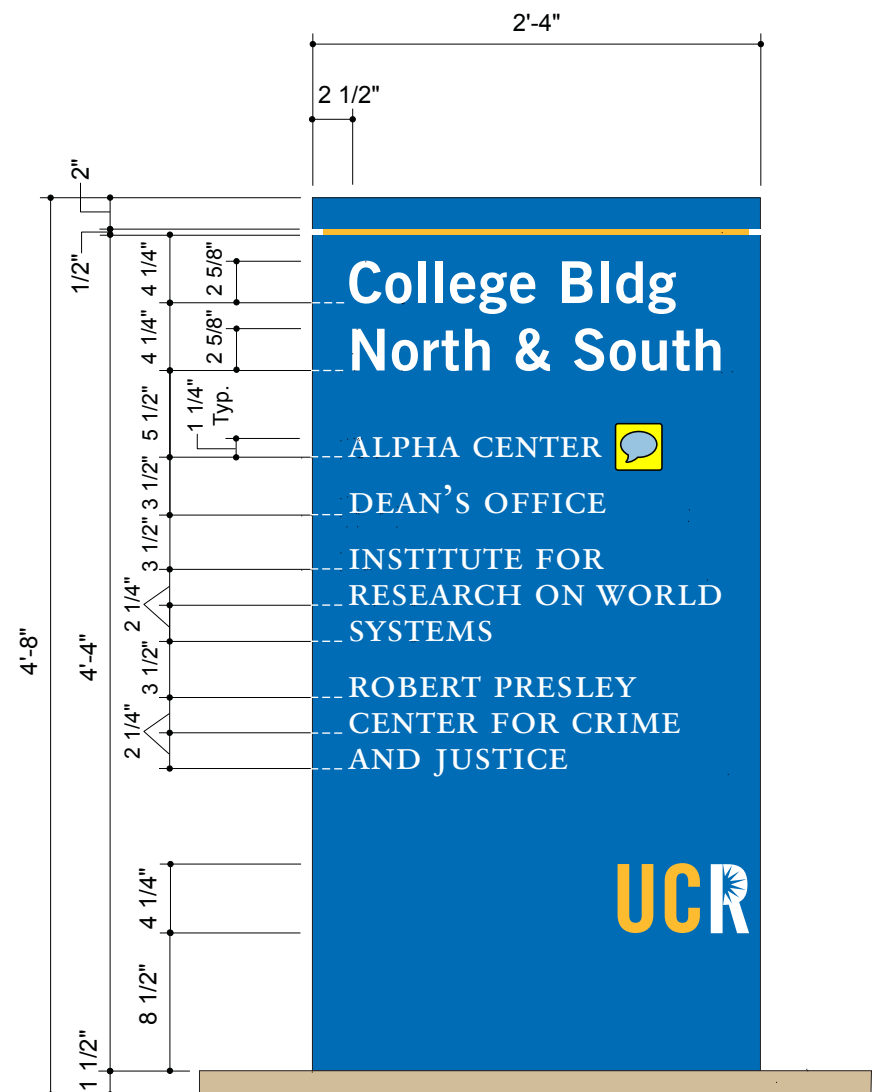 2'-4"
2 1/2"
2"
1/2"
4 1/4"
2 5/8"
College Bldg
4 1/4"
2 5/8"
North & South
5 1/2"
1 1/4"
Typ.
ALPHA CENTER
3 1/2"
DEAN'S OFFICE
3 1/2"
INSTITUTE FOR
2 1/4"
RESEARCH ON WORLD
SYSTEMS
4'-8"
4'-4"
3 1/2"
ROBERT PRESLEY
2 1/4"
CENTER FOR CRIME
AND JUSTICE
4 1/4"
UCR
8 1/2"
1 1/2"